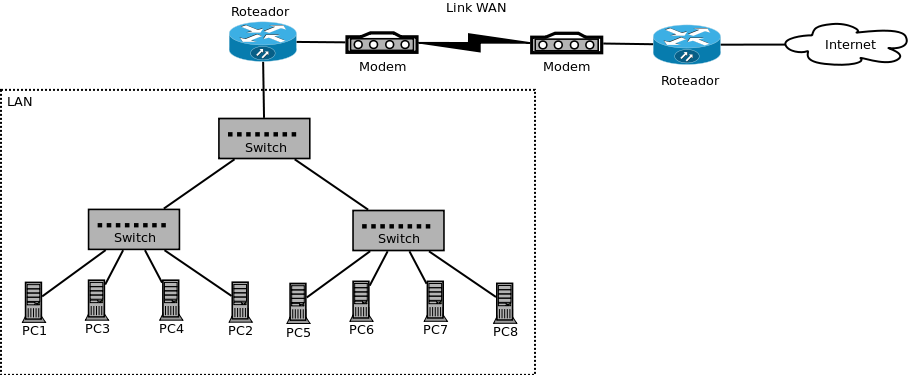 Roteador
Link WAN
Modem
Modem
Internet
Roteador
LAN
Switch
Switch
Switch
PC1
PC3
PC4
PC2
PC5
PC6
PC7
PC8